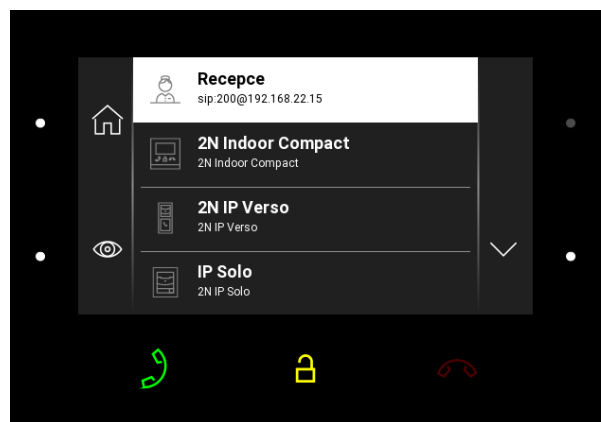 Recepce
sip:200@192.168.22.15
2N Indoor Compact
2N Indoor Compact
2N IP Verso
2N IP Verso
IP Solo
2N IP Solo